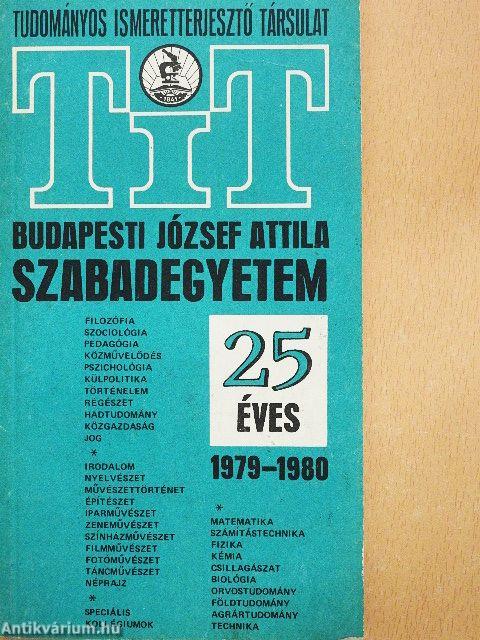 TUDOMÁNYOS ISMERETTERJESZTŐ TÁRSULAT
TiT
1841
BUDAPESTI JÓZSEF ATTILA
SZABADEGYETEM
FILOZÓFIA
SZOCIOLÓGIA
PEDAGÓGIA
KÖZMŰVELŐDÉS
PSZICHOLÓGIA
KÜLPOLITIKA
TÖRTÉNELEM
RÉGÉSZET
HADTUDOMÁNY
KÖZGAZDASÁG
JOG
*
IRODALOM
NYELVÉSZET
MŰVÉSZETTÖRTÉNET
ÉPÍTÉSZET
IPARMŰVÉSZET
ZENEMŰVÉSZET
SZÍNHÁZMŰVÉSZET
FILMMŰVÉSZET
FOTÓMŰVÉSZET
TÁNCMŰVÉSZET
NÉPRAJZ
*
SPECIÁLIS
KOLLÉGIUMOK
25
ÉVES
1979–1980
*
MATEMATIKA
SZÁMÍTÁSTECHNIKA
FIZIKA
KÉMIA
CSILLAGÁSZAT
BIOLÓGIA
ORVOSTUDOMÁNY
FÖLDTUDOMÁNY
AGRÁRTUDOMÁNY
TECHNIKA
Antikvárium.hu